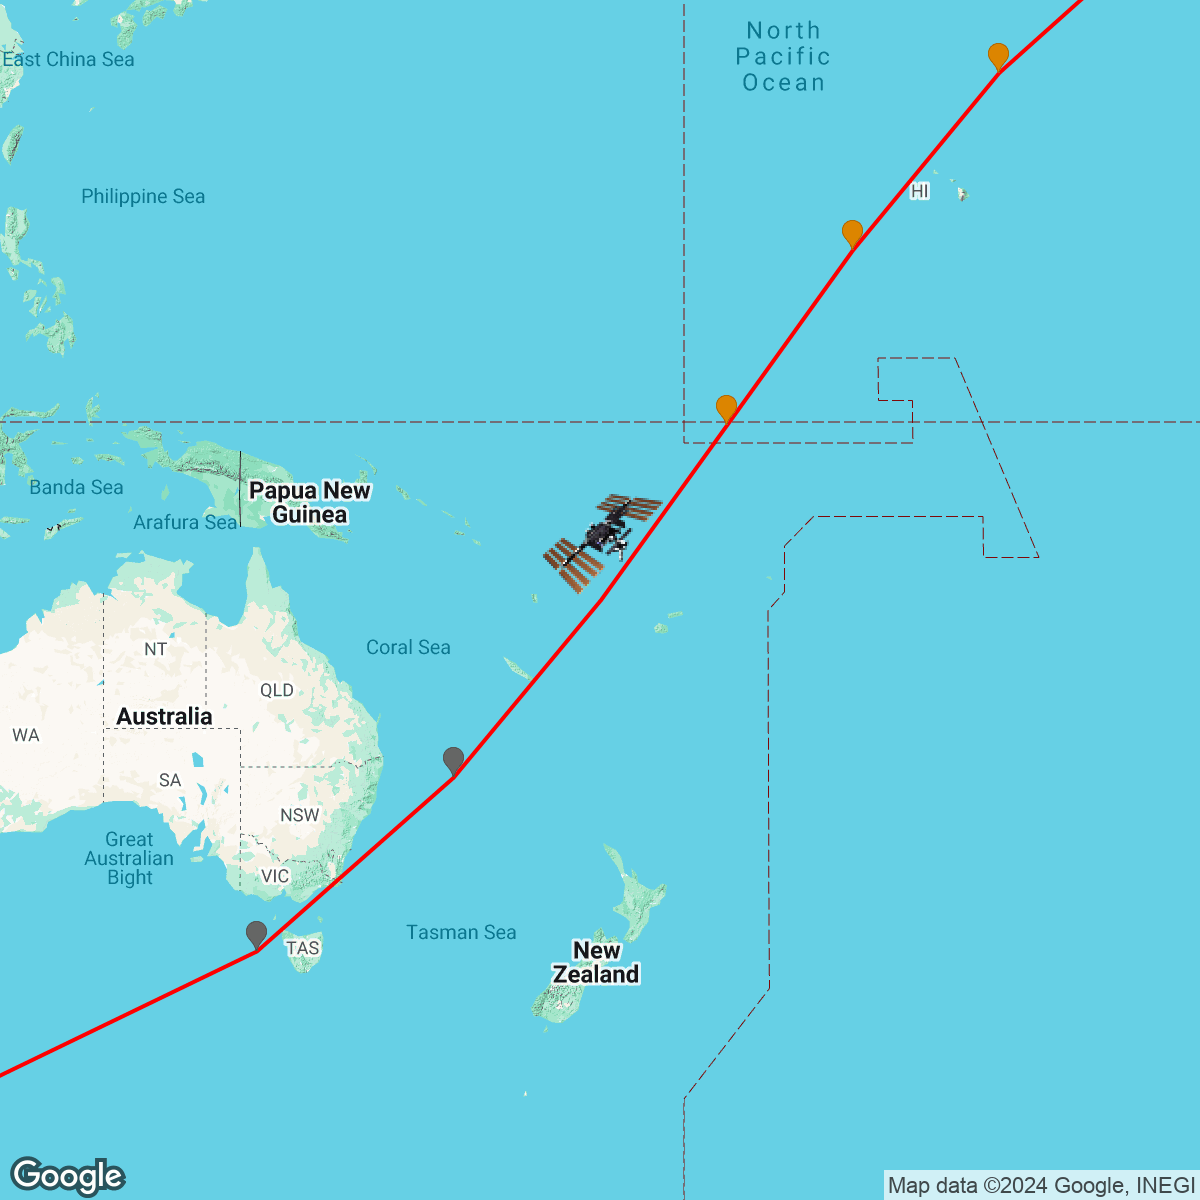 North
Pacific
Ocean
East China Sea
HI
Philippine Sea
Banda Sea
Papua New
Guinea
Arafura Sea
NT
Coral Sea
QLD
Australia
WA
SA
NSW
Great
Australian
Bight
VIC
Tasman Sea
TAS
New
Zealand
Google
Map data ©2024 Google, INEGI